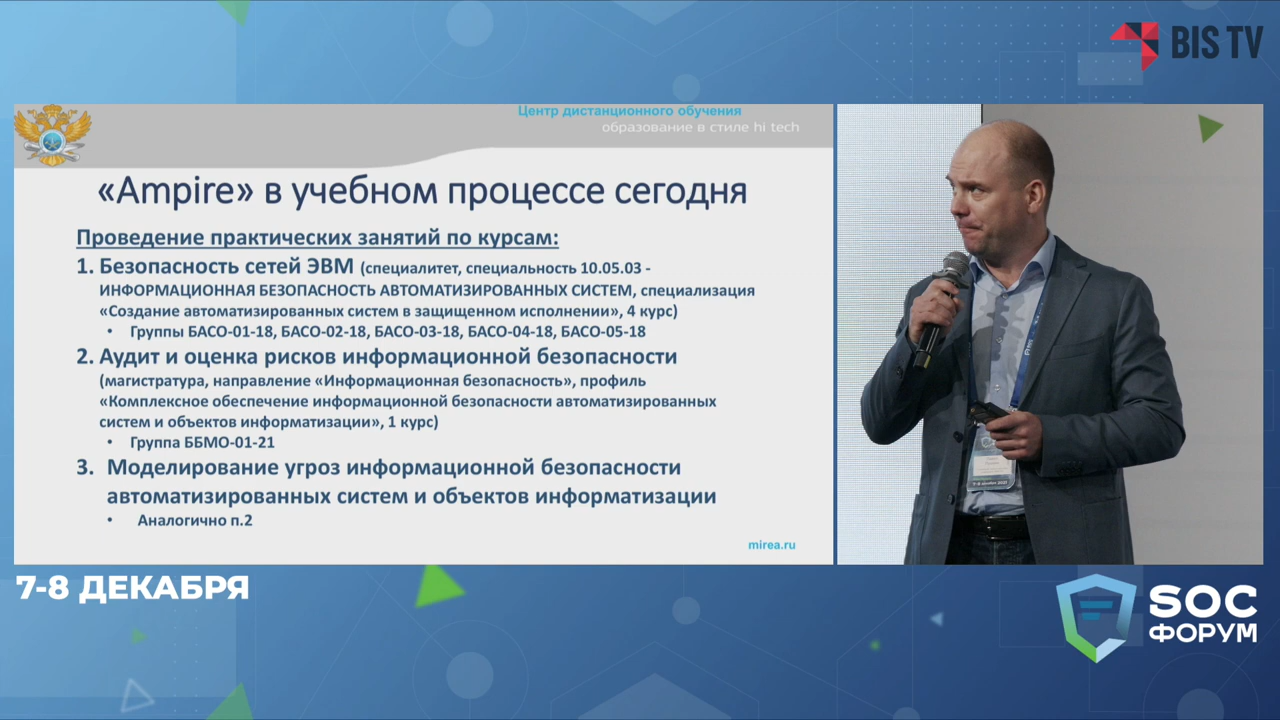 BIS TV
Центр дистанционного обучения
образование в стиле hi tech
«Ampire» в учебном процессе сегодня
Проведение практических занятий по курсам:
1. Безопасность сетей ЭВМ (специалитет, специальность 10.05.03 -
ИНФОРМАЦИОННАЯ БЕЗОПАСНОСТЬ АВТОМАТИЗИРОВАННЫХ СИСТЕМ, специализация
«Создание автоматизированных систем в защищенном исполнении», 4 курс)
• Группы БАСО-01-18, БАСО-02-18, БАСО-03-18, БАСО-04-18, БАСО-05-18
2. Аудит и оценка рисков информационной безопасности
(магистратура, направление «Информационная безопасность», профиль
«Комплексное обеспечение информационной безопасности автоматизированных
систем и объектов информатизации», 1 курс)
• Группа ББМО-01-21
3. Моделирование угроз информационной безопасности
автоматизированных систем и объектов информатизации
• Аналогично п.2
mirea.ru
7-8 ДЕКАБРЯ
SOC
ФОРУМ